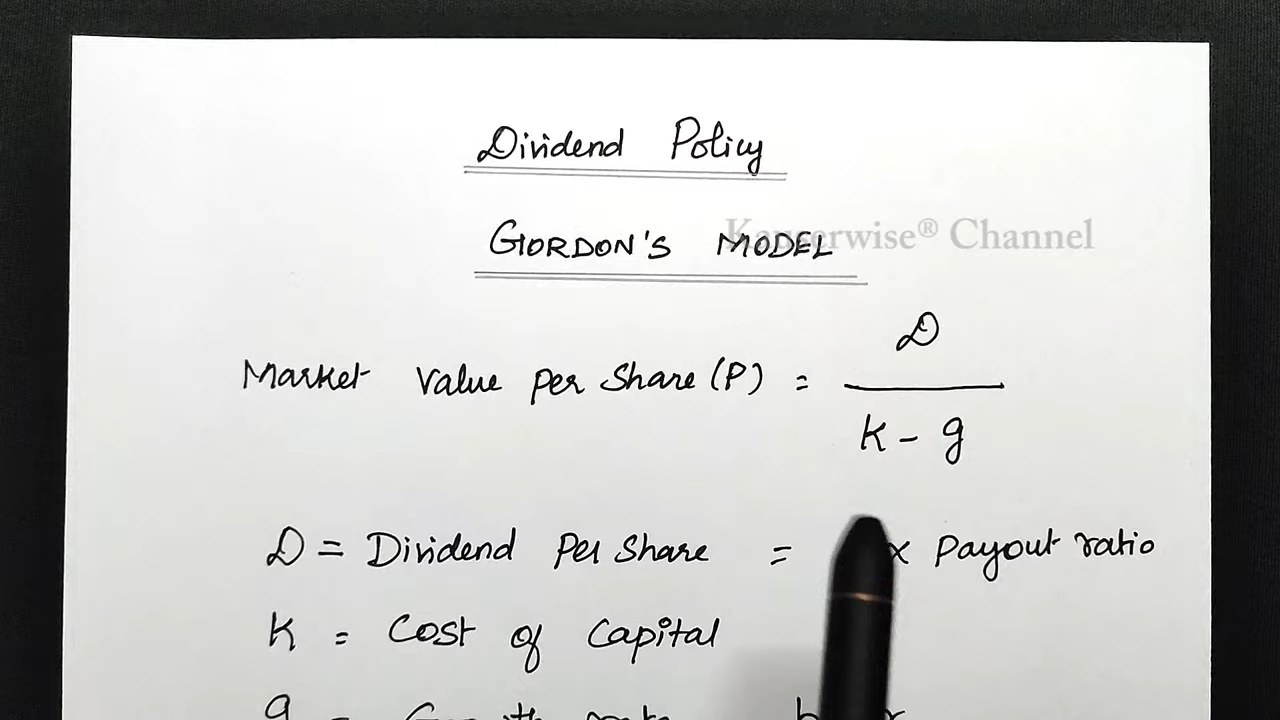 Dividend Policy
Kauserwise® Channel
GORDON'S MODEL
D
Market Value Per Share (P) = 
K - g
D = Dividend Per Share = x Payout ratio
K = Cost of Capital
g =